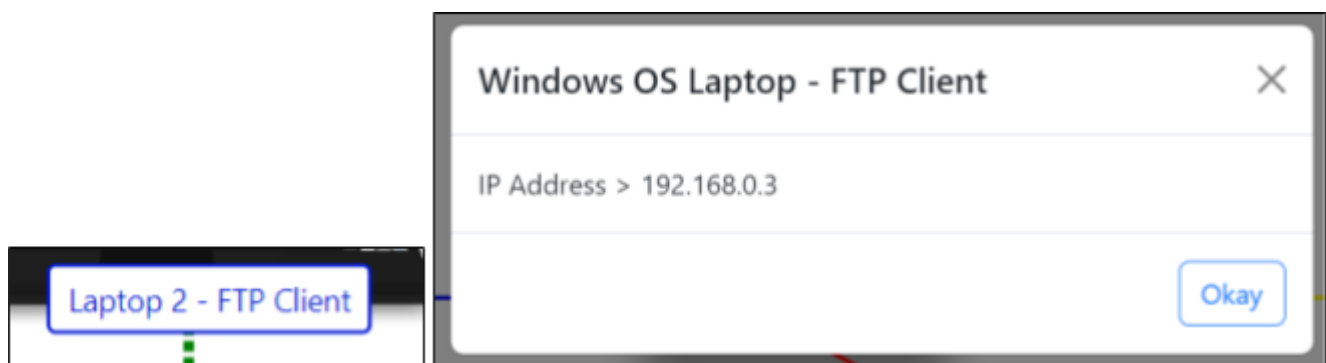 Windows OS Laptop - FTP Client
IP Address > 192.168.0.3
Okay
Laptop 2 - FTP Client